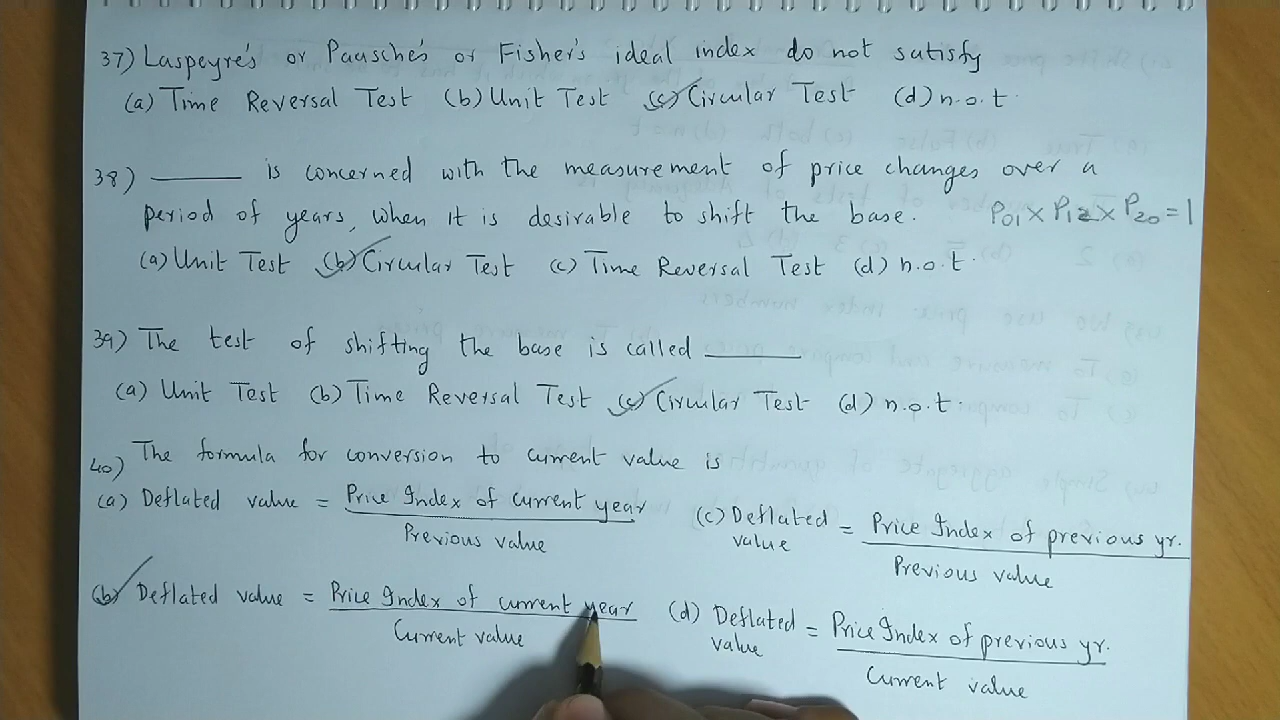 37) Laspeyre's or Paasche's or Fisher's ideal index do not satisfy
(a) Time Reversal Test (b) Unit Test (c) Circular Test (d) n.o.t.
38) ______ is concerned with the measurement of price changes over a
period of years, when it is desirable to shift the base. P01 × P12 × P20 = 1
(a) Unit Test (b) Circular Test (c) Time Reversal Test (d) n.o.t.
39) The test of shifting the base is called ______
(a) Unit Test (b) Time Reversal Test (c) Circular Test (d) n.o.t.
40) The formula for conversion to current value is
(a) Deflated value = Price Index of current year
Previous value
(c) Deflated value = Price Index of previous yr.
Previous value
(b) Deflated value = Price Index of current year
Current value
(d) Deflated value = Price Index of previous yr.
Current value